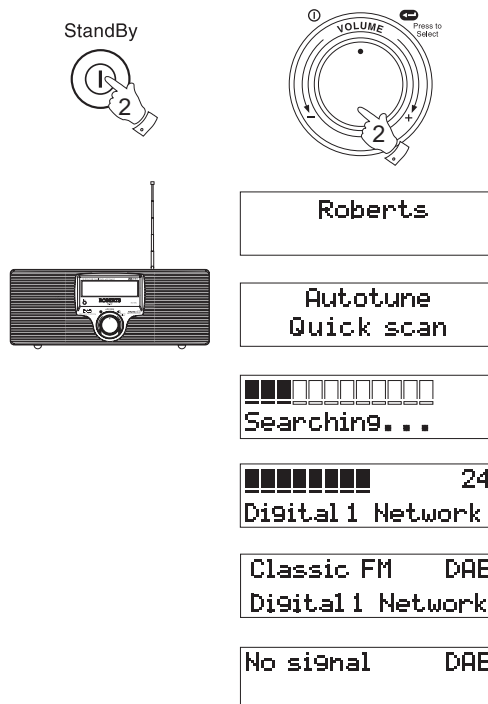 StandBy
VOLUME
Press to
Select
2
2
- +
ROBERTS
Roberts
Autotune
Quick scan
Searching...
24
Digital 1 Network
Classic FM DAB
Digital 1 Network
No signal DAB